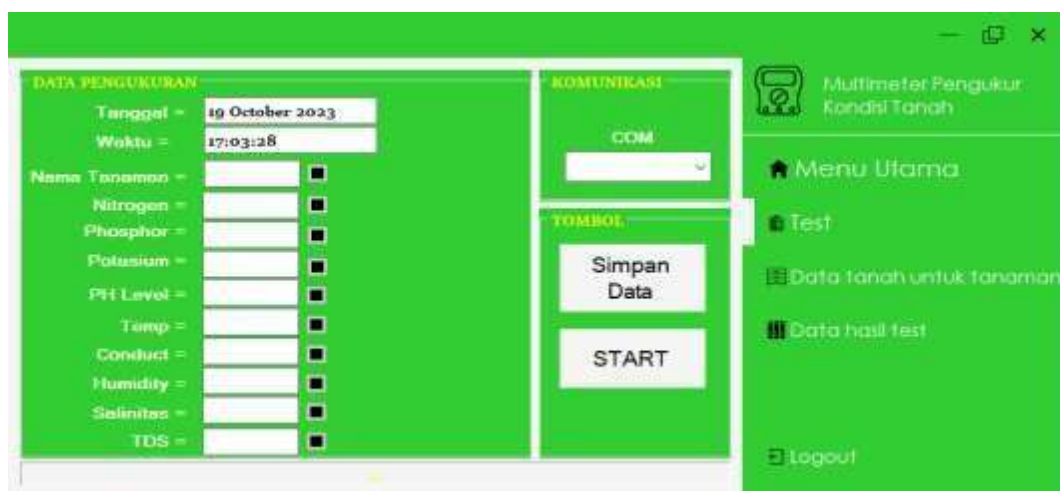 DATA PENGUKURAN
Tanggal =
19 October 2023
Waktu =
17:03:28
Nama Tanaman =
Nitrogen =
Phosphor =
Potasium =
PH Level =
Temp =
Conduct =
Humidity =
Salinitas =
TDS =
KOMUNIKASI
COM
TOMBOL
Simpan
Data
START
Multimeter Pengukur
Kondisi Tanah
Menu Utama
Test
Data tanah untuk tanaman
Data hasil test
Logout